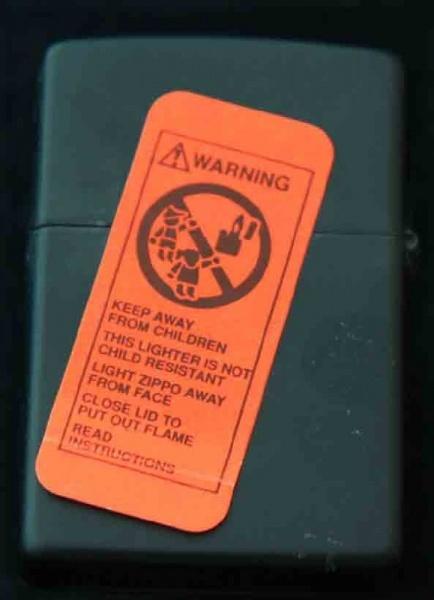 WARNING
KEEP AWAY
FROM CHILDREN
THIS LIGHTER IS NOT
CHILD RESISTANT
LIGHT ZIPPO AWAY
FROM FACE
CLOSE LID TO
PUT OUT FLAME
READ
INSTRUCTIONS